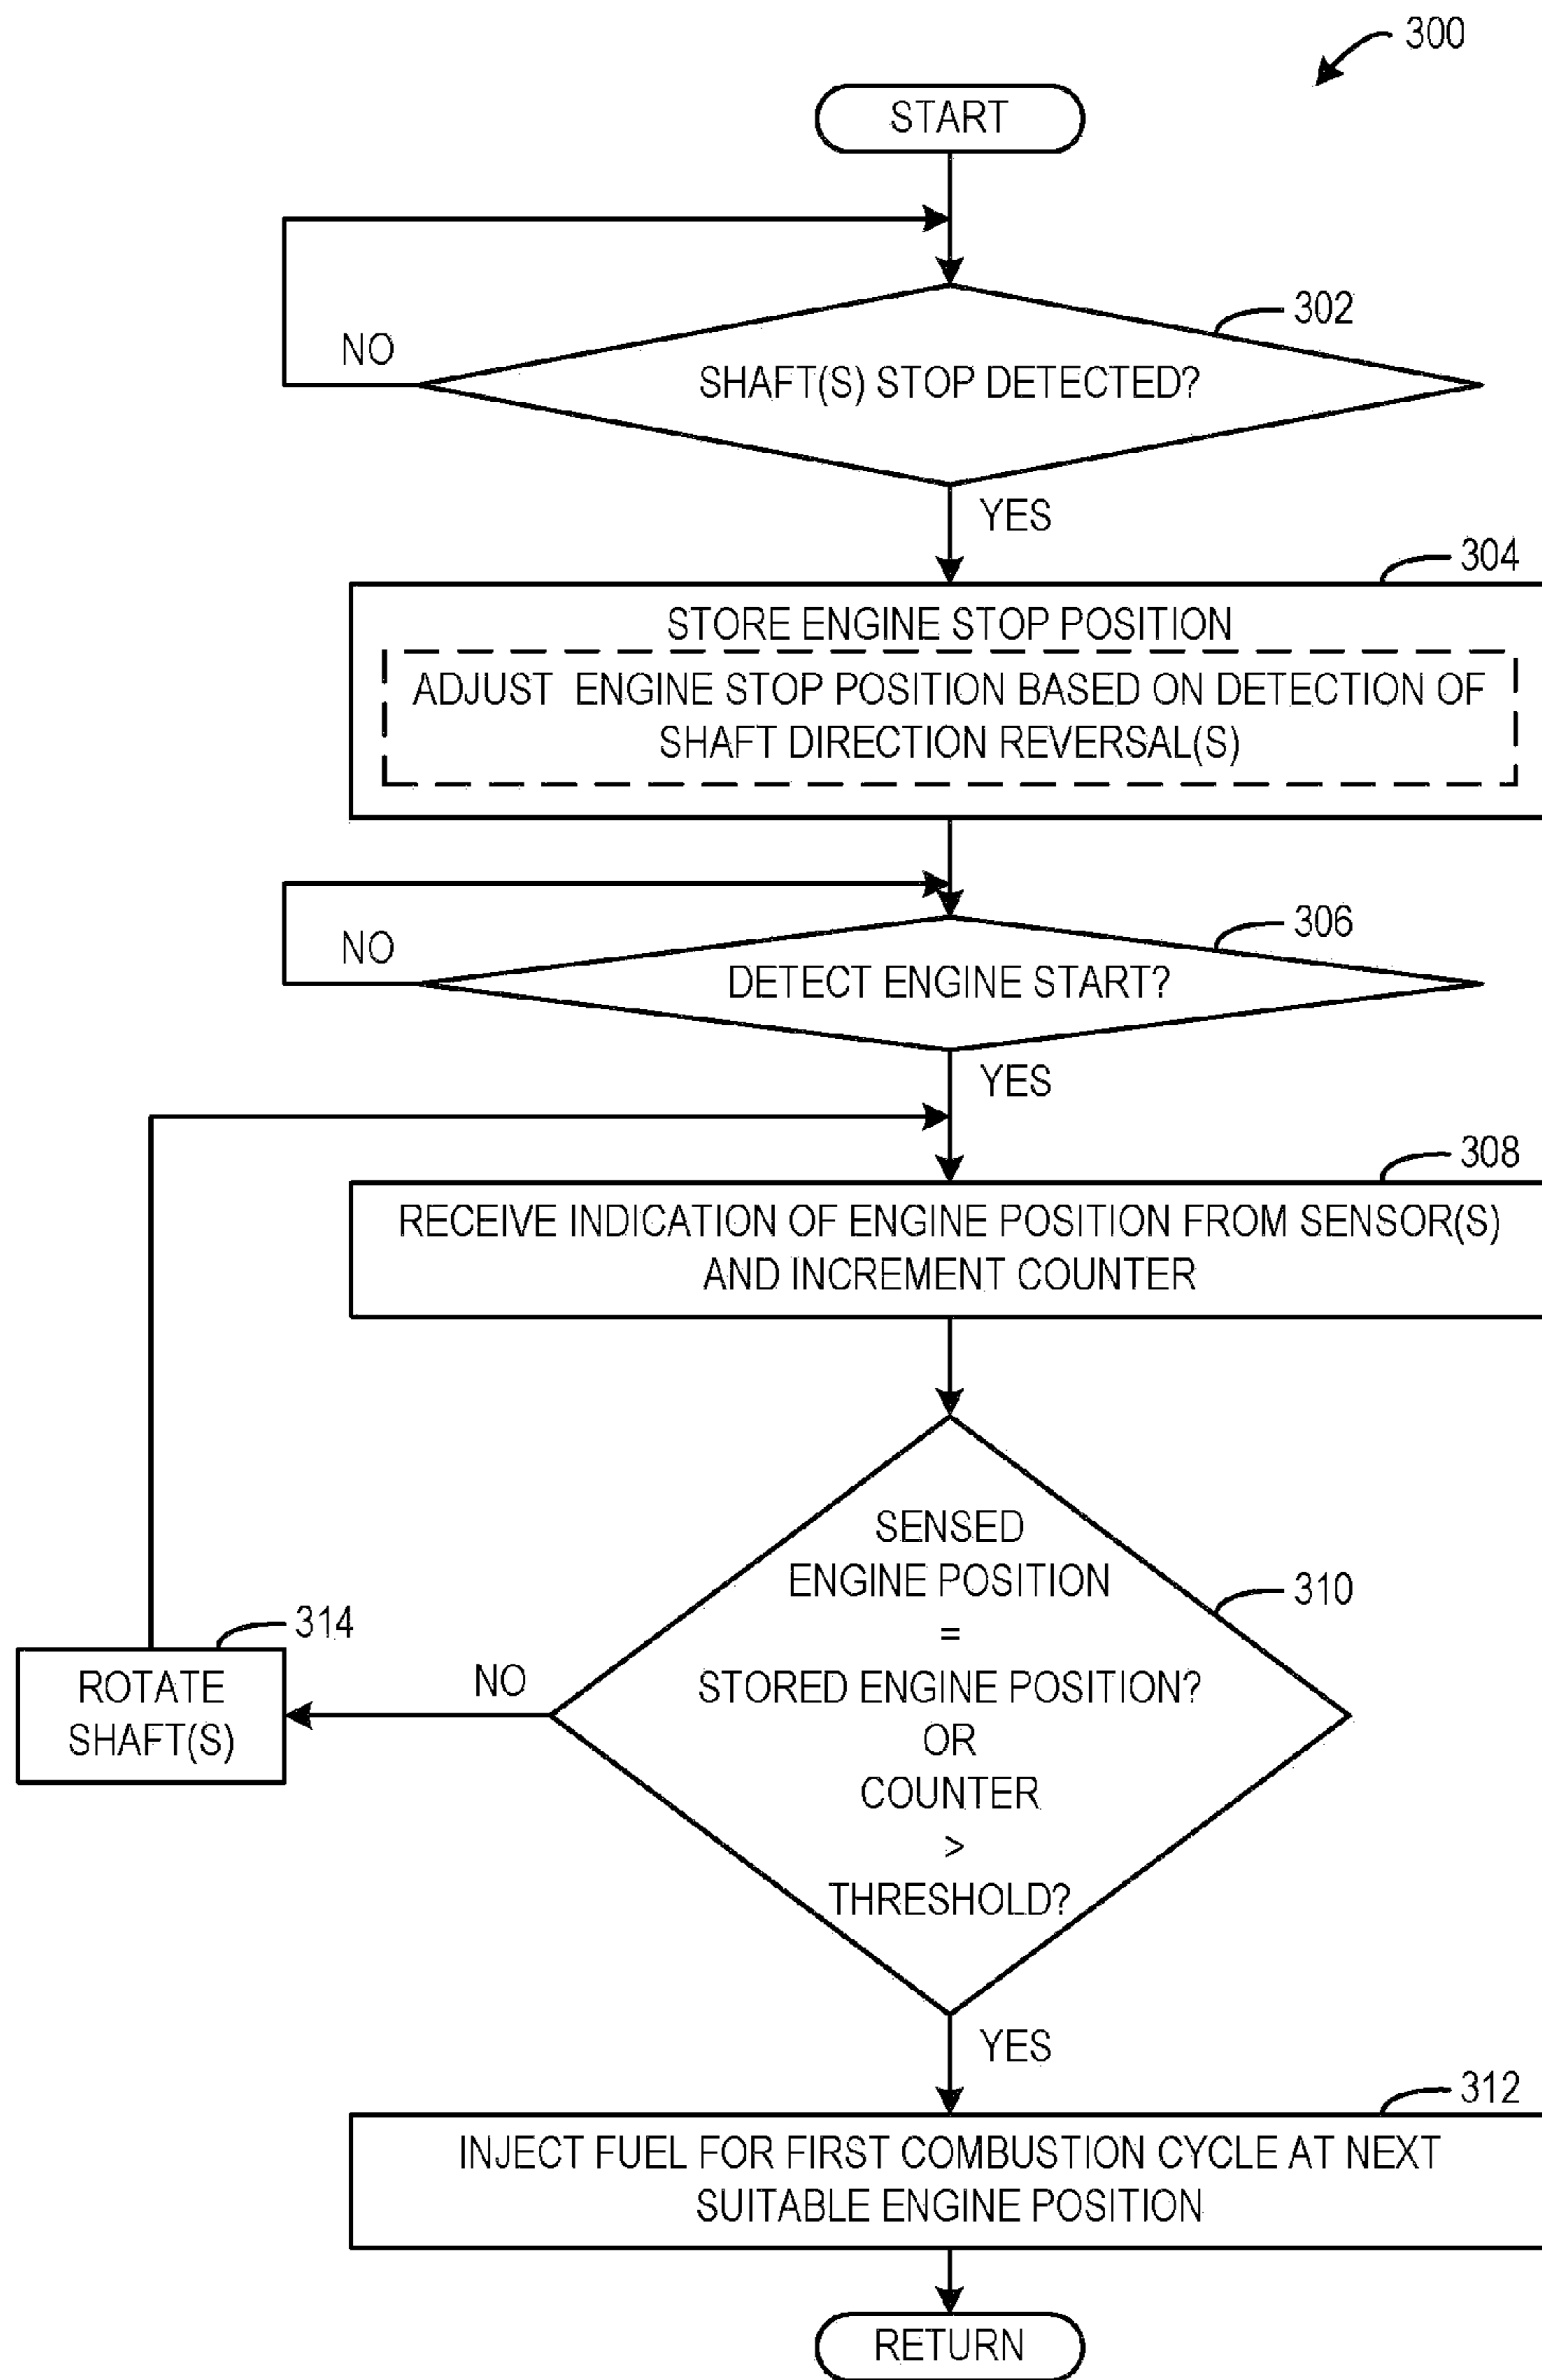 300
START
302
NO
SHAFT(S) STOP DETECTED?
YES
304
STORE ENGINE STOP POSITION
ADJUST ENGINE STOP POSITION BASED ON DETECTION OF
SHAFT DIRECTION REVERSAL(S)
306
NO
DETECT ENGINE START?
YES
308
RECEIVE INDICATION OF ENGINE POSITION FROM SENSOR(S)
AND INCREMENT COUNTER
SENSED
ENGINE POSITION
=
STORED ENGINE POSITION?
OR
COUNTER
>
THRESHOLD?
310
314
NO
ROTATE
SHAFT(S)
YES
312
INJECT FUEL FOR FIRST COMBUSTION CYCLE AT NEXT
SUITABLE ENGINE POSITION
RETURN